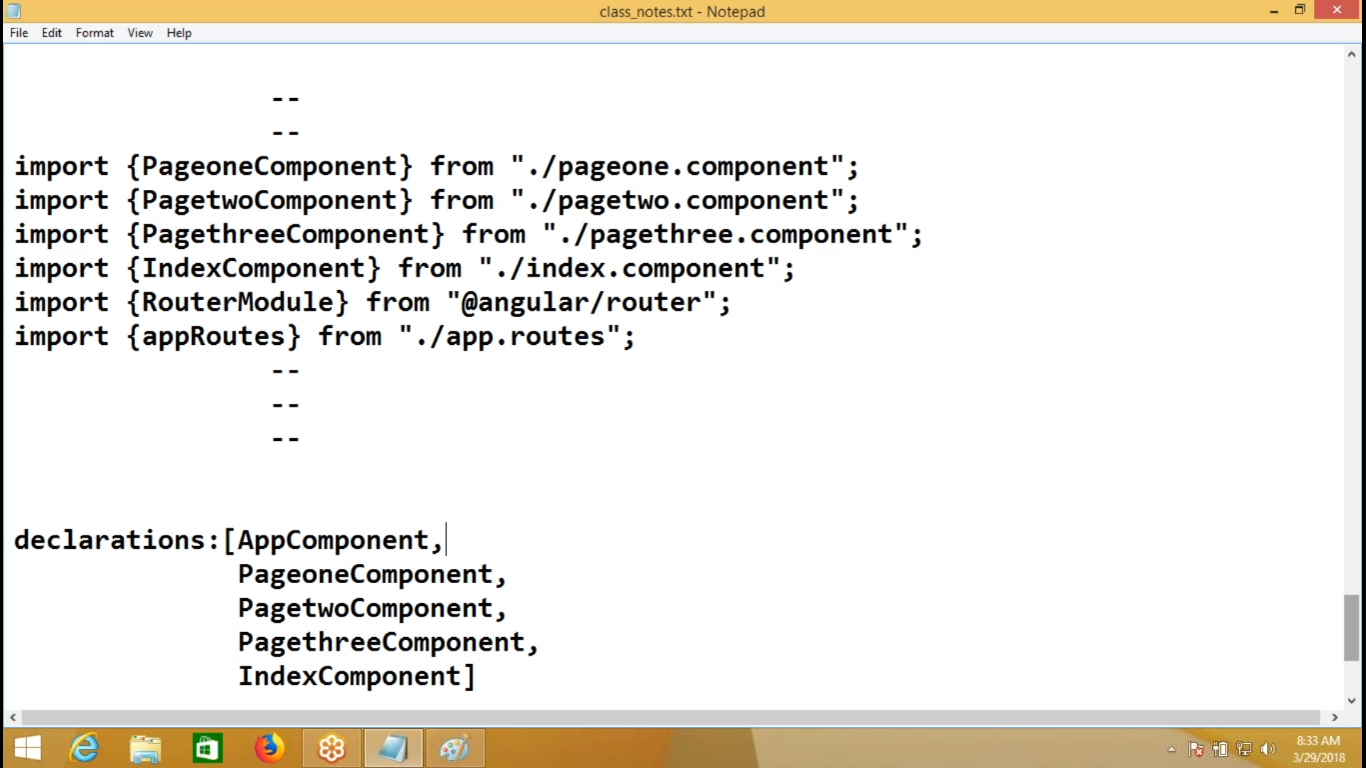 class_notes.txt - Notepad
File Edit Format View Help
--
--
import {PageoneComponent} from "./pageone.component";
import {PagetwoComponent} from "./pagetwo.component";
import {PagethreeComponent} from "./pagethree.component";
import {IndexComponent} from "./index.component";
import {RouterModule} from "@angular/router";
import {appRoutes} from "./app.routes";
--
--
--
declarations:[AppComponent,
PageoneComponent,
PagetwoComponent,
PagethreeComponent,
IndexComponent]
8:33 AM
3/29/2018